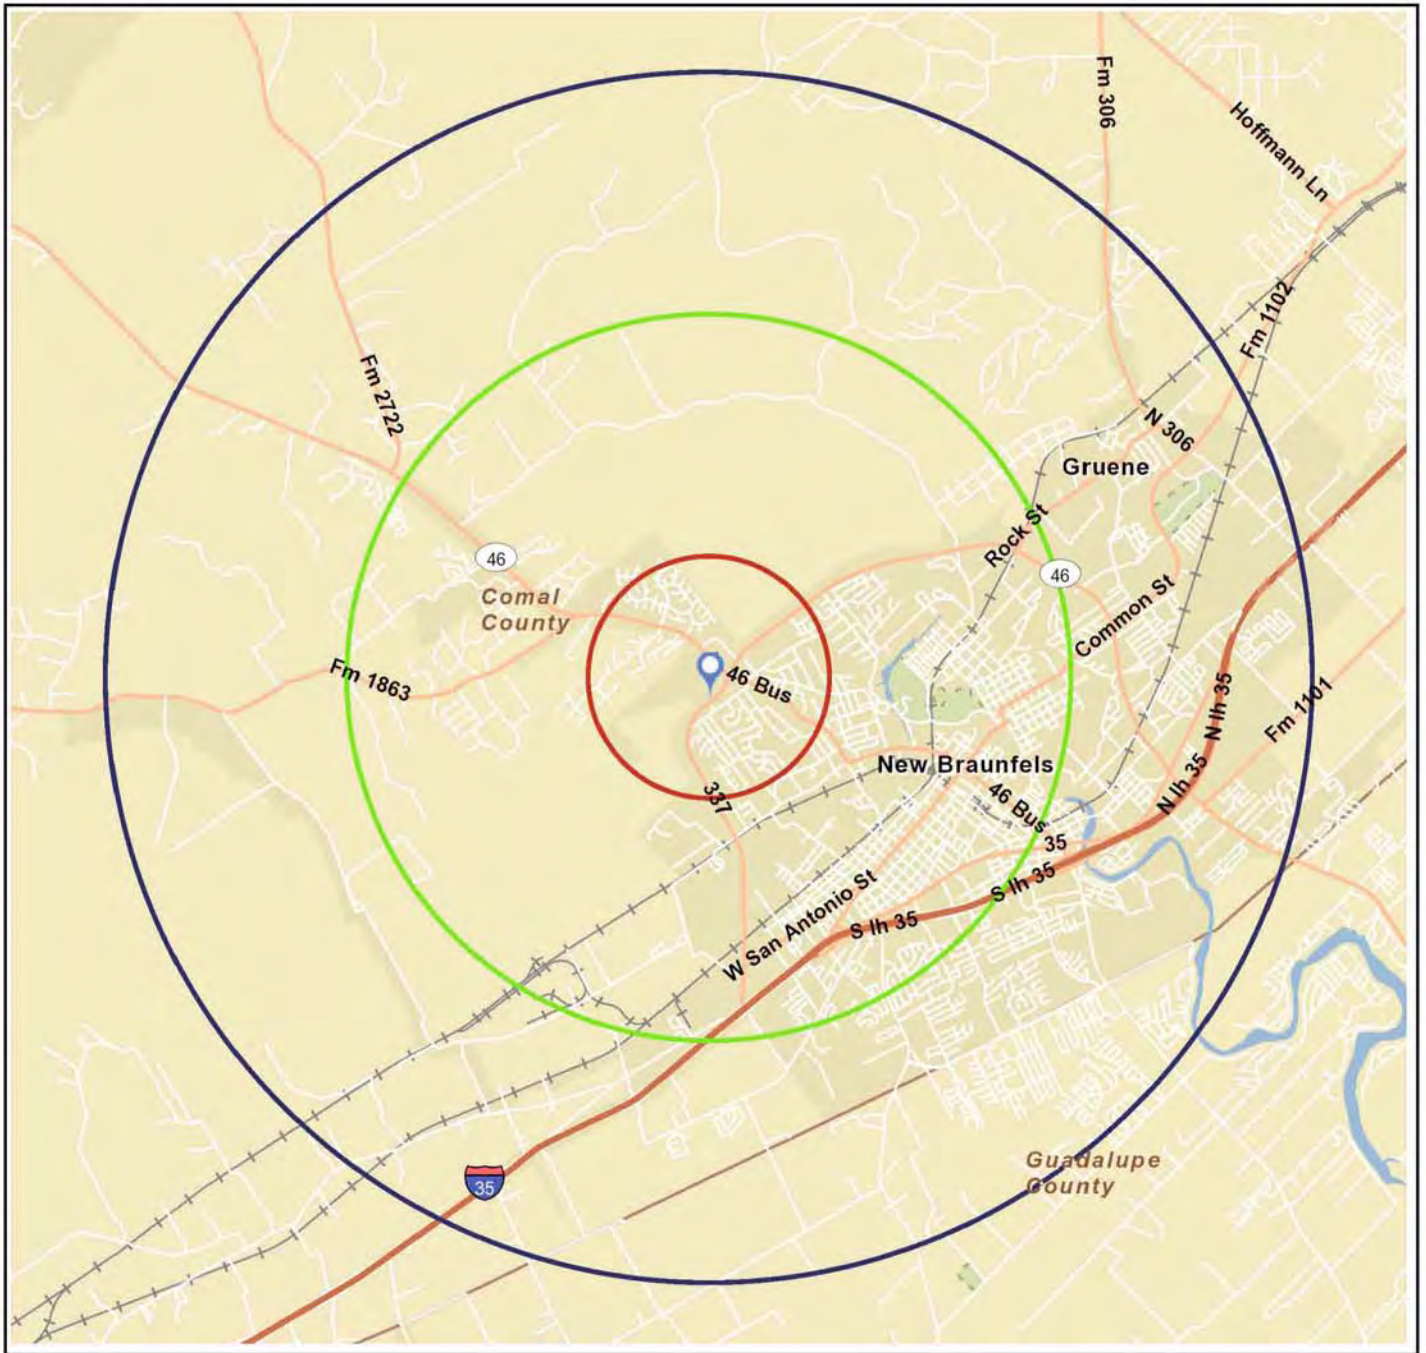 Fm 306
Hoffmann Ln
Fm 1102
Fm 2722
N 306
Gruene
Rock St
46
46
Comal
County
Common St
Fm 1863
46 Bus
N Ih 35
Fm 1101
New Braunfels
N Ih 35
337
46 Bus
35
S Ih 35
W San Antonio St
S Ih 35
Guadalupe
County
35